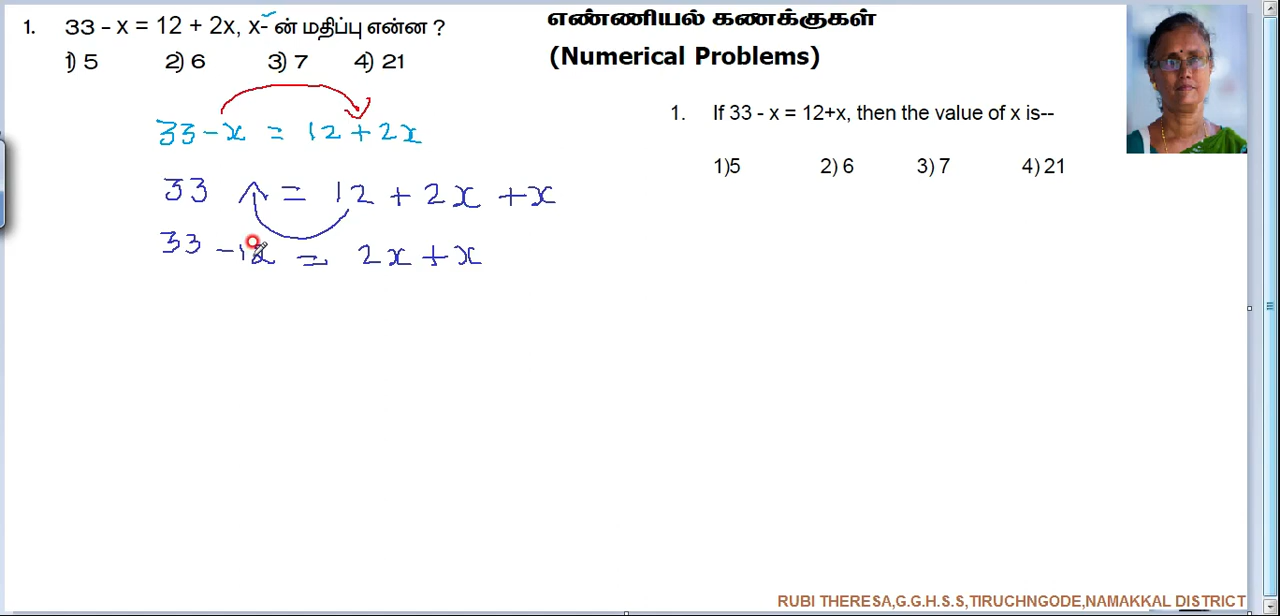 1. 33 – x = 12 + 2x, x- ன் மதிப்பு என்ன ?
1) 5 2) 6 3) 7 4) 21
33 - x = 12 + 2x
33 = 12 + 2x + x
33 - 12 = 2x + x
எண்ணியல் கணக்குகள்
(Numerical Problems)
1. If 33 - x = 12+x, then the value of x is--
1)5 2) 6 3) 7 4) 21
RUBI THERESA,G.G.H.S.S,TIRUCHNGODE,NAMAKKAL DISTRICT